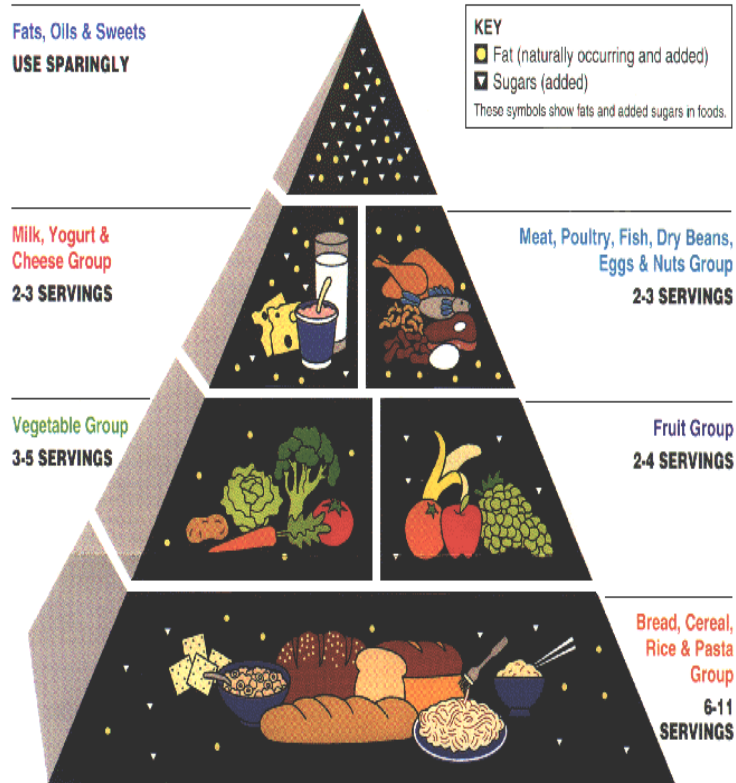 Fats, Oils & Sweets
USE SPARINGLY
KEY
Fat (naturally occurring and added)
Sugars (added)
These symbols show fats and added sugars in foods.
Milk, Yogurt &
Cheese Group
2-3 SERVINGS
Meat, Poultry, Fish, Dry Beans,
Eggs & Nuts Group
2-3 SERVINGS
Vegetable Group
3-5 SERVINGS
Fruit Group
2-4 SERVINGS
Bread, Cereal,
Rice & Pasta
Group
6-11
SERVINGS